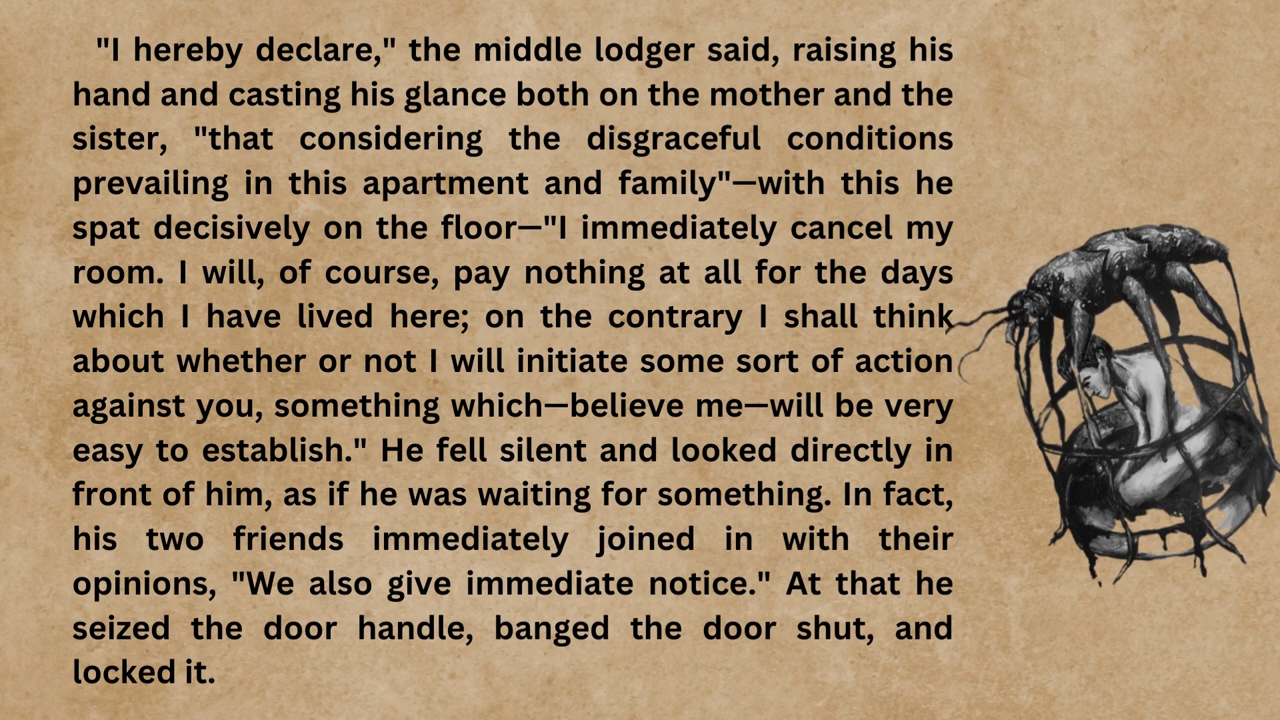 "I hereby declare," the middle lodger said, raising his
hand and casting his glance both on the mother and the
sister, "that considering the disgraceful conditions
prevailing in this apartment and family"—with this he
spat decisively on the floor—"I immediately cancel my
room. I will, of course, pay nothing at all for the days
which I have lived here; on the contrary I shall think
about whether or not I will initiate some sort of action
against you, something which—believe me—will be very
easy to establish." He fell silent and looked directly in
front of him, as if he was waiting for something. In fact,
his two friends immediately joined in with their
opinions, "We also give immediate notice." At that he
seized the door handle, banged the door shut, and
locked it.